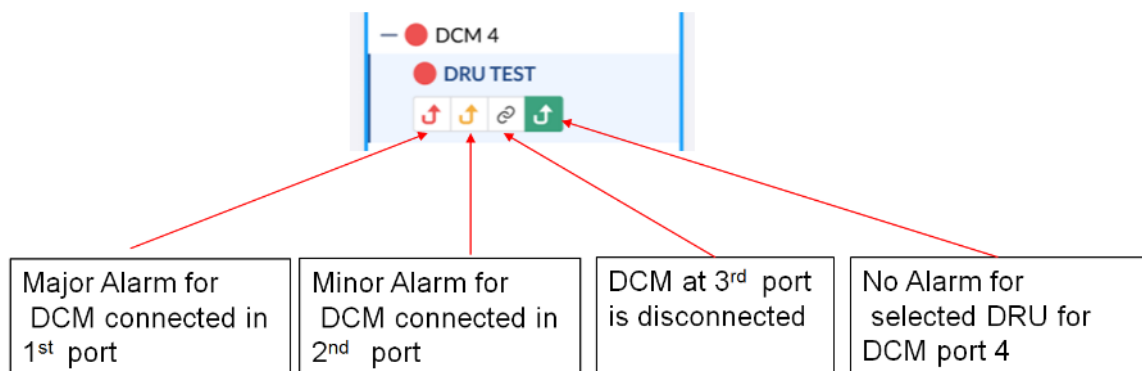 DCM 4
DRU TEST
Major Alarm for
DCM connected in
1st port
Minor Alarm for
DCM connected in
2nd port
DCM at 3rd port
is disconnected
No Alarm for
selected DRU for
DCM port 4